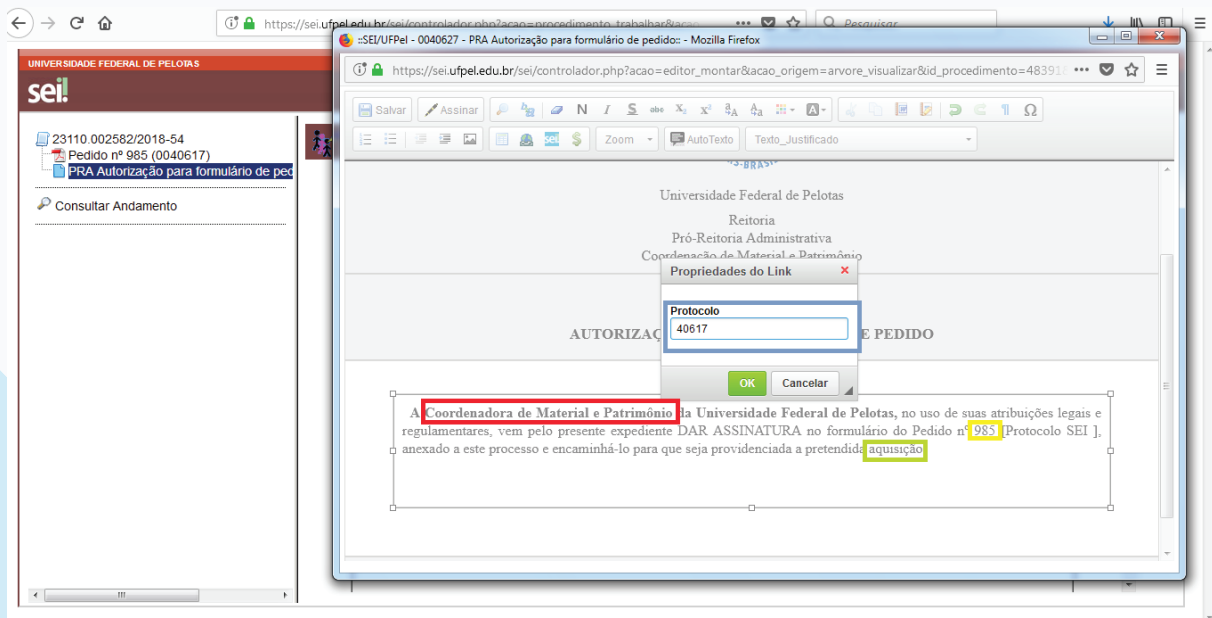 https://sei.ufpel.edu.br/sei/controlador.php?acao=procedimento_trabalhar&acao
Pesquisar
::SEI/UFPel - 0040627 - PRA Autorização para formulário de pedido:: - Mozilla Firefox
https://sei.ufpel.edu.br/sei/controlador.php?acao=editor_montar&acao_origem=arvore_visualizar&id_procedimento=48391
UNIVERSIDADE FEDERAL DE PELOTAS
sei!
Salvar Assinar N I S abc X₂ x² A
Zoom AutoTexto Texto_Justificado
23110.002582/2018-54
Pedido nº 985 (0040617)
PRA Autorização para formulário de ped
Consultar Andamento
Universidade Federal de Pelotas
Reitoria
Pró-Reitoria Administrativa
Coordenação de Material e Patrimônio
Propriedades do Link
Protocolo
40617
AUTORIZAÇ E PEDIDO
OK Cancelar
A Coordenadora de Material e Patrimônio da Universidade Federal de Pelotas, no uso de suas atribuições legais e
regulamentares, vem pelo presente expediente DAR ASSINATURA no formulário do Pedido nº 985 [Protocolo SEI ],
anexado a este processo e encaminhá-lo para que seja providenciada a pretendida aquisição